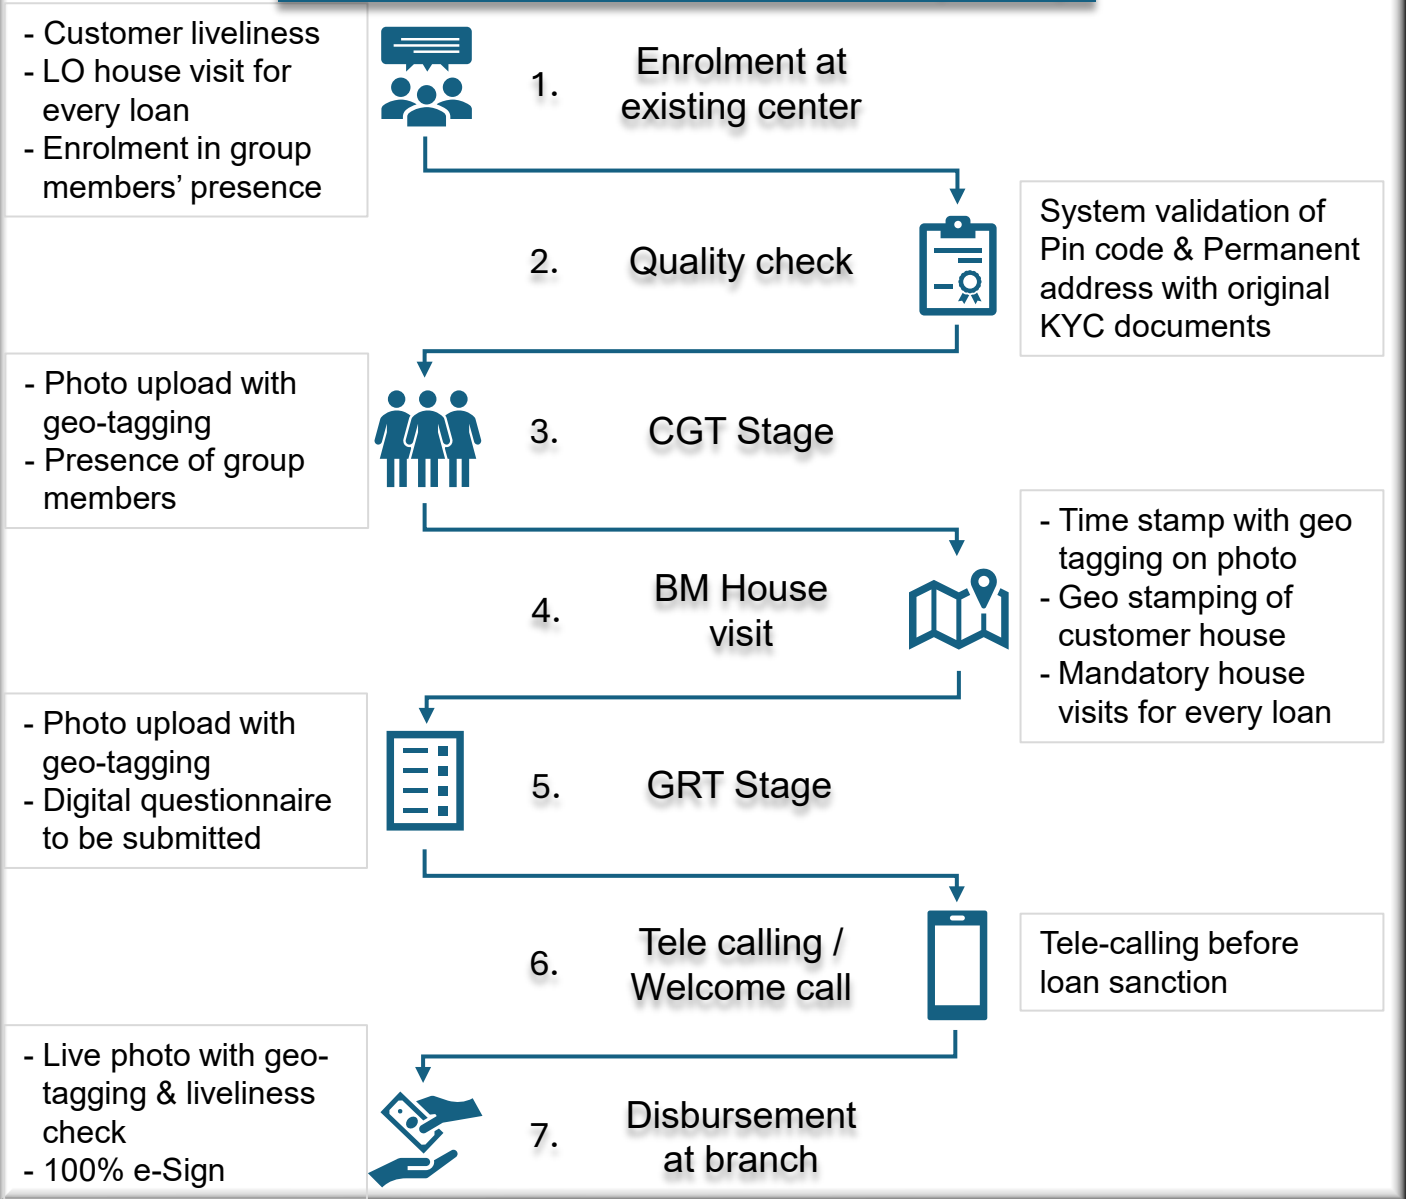 - Customer liveliness
- LO house visit for
every loan
- Enrolment in group
members’ presence
1.
Enrolment at
existing center
2.
Quality check
System validation of
Pin code & Permanent
address with original
KYC documents
- Photo upload with
geo-tagging
- Presence of group
members
3.
CGT Stage
4.
BM House
visit
- Time stamp with geo
tagging on photo
- Geo stamping of
customer house
- Mandatory house
visits for every loan
- Photo upload with
geo-tagging
- Digital questionnaire
to be submitted
5.
GRT Stage
6.
Tele calling /
Welcome call
Tele-calling before
loan sanction
- Live photo with geo-
tagging & liveliness
check
- 100% e-Sign
7.
Disbursement
at branch